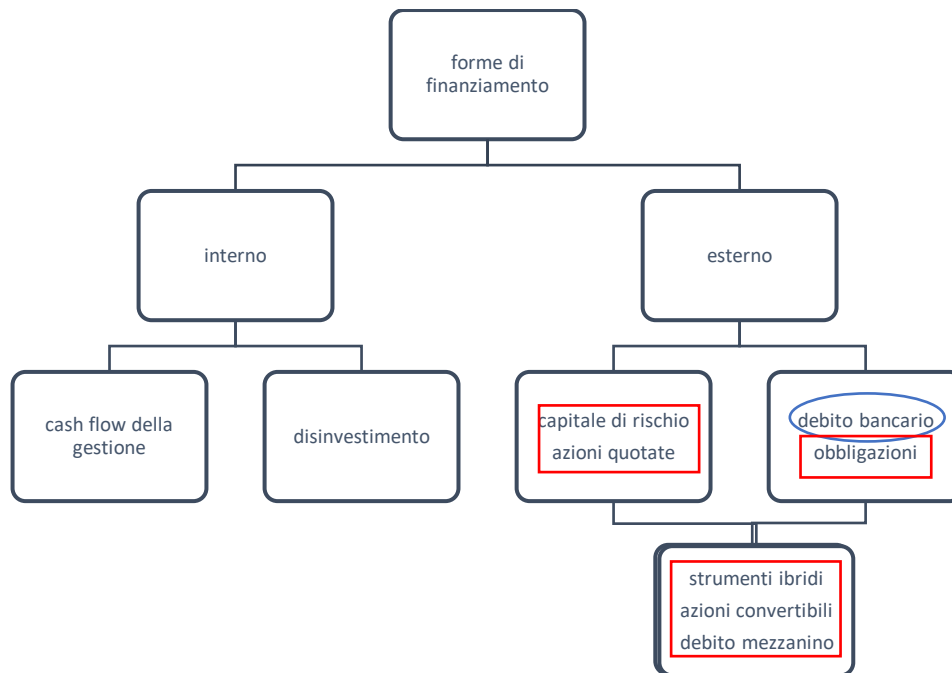 forme di
finanziamento
interno
esterno
cash flow della
gestione
disinvestimento
capitale di rischio
azioni quotate
debito bancario
obbligazioni
strumenti ibridi
azioni convertibili
debito mezzanino